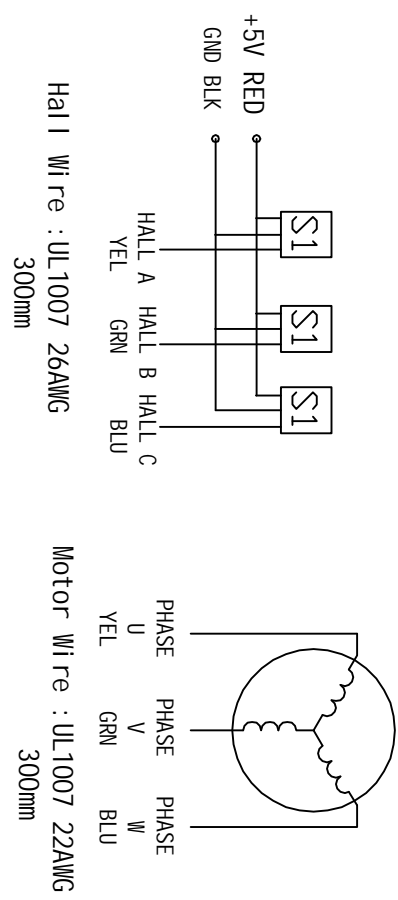 S1 S1 S1
+5V RED
GND BLK
HALL A HALL B HALL C
YEL GRN BLU
Hall Wire :UL1007 26AWG
300mm
PHASE PHASE PHASE
U V W
YEL GRN BLU
Motor Wire :UL1007 22AWG
300mm